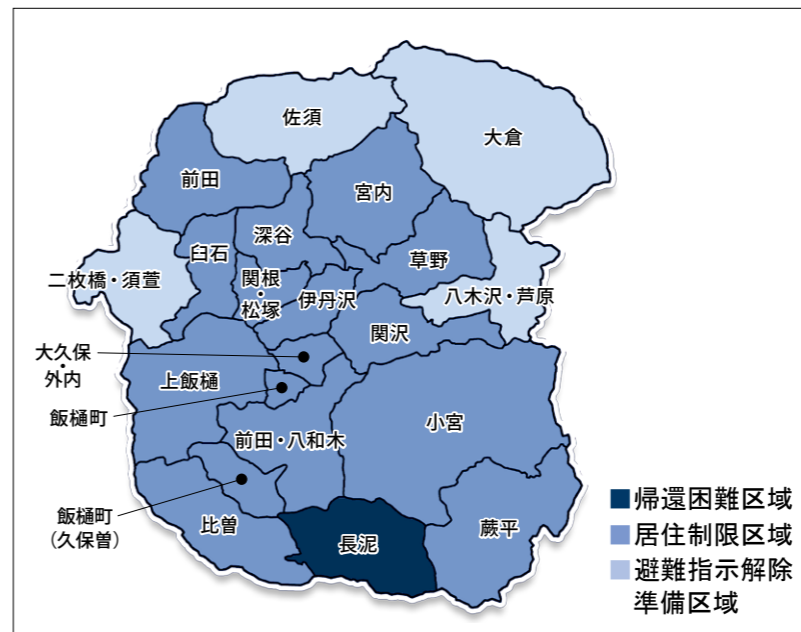 佐須
大倉
前田
宮内
深谷
臼石
草野
二枚橋・須萱
関根
・
松塚
伊丹沢
八木沢・芦原
関沢
大久保
・
外内
上飯樋
飯樋町
小宮
前田・八和木
飯樋町
（久保曽）
比曽
長泥
蕨平
帰還困難区域
居住制限区域
避難指示解除
準備区域